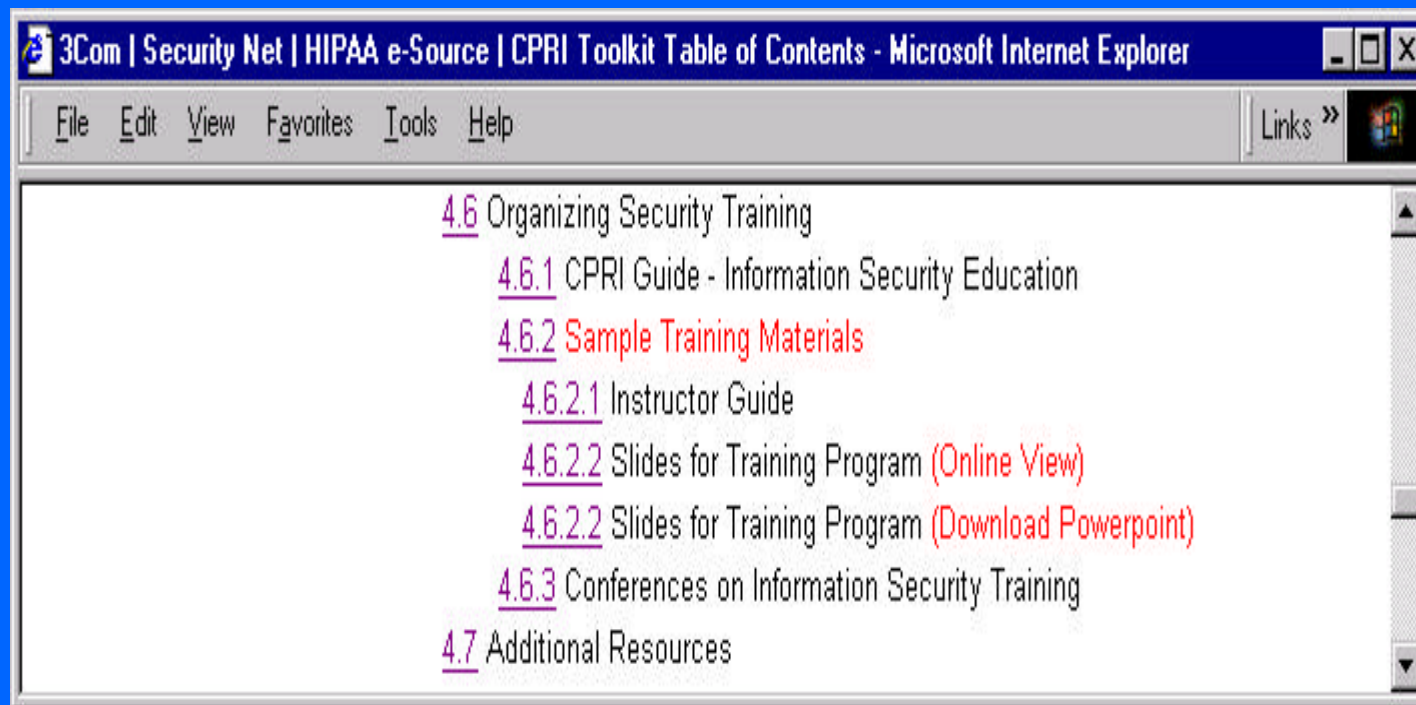 3Com | Security Net | HIPAA e-Source | CPRI Toolkit Table of Contents - Microsoft Internet Explorer
File Edit View Favorites Tools Help Links »
4.6 Organizing Security Training
4.6.1 CPRI Guide - Information Security Education
4.6.2 Sample Training Materials
4.6.2.1 Instructor Guide
4.6.2.2 Slides for Training Program (Online View)
4.6.2.2 Slides for Training Program (Download Powerpoint)
4.6.3 Conferences on Information Security Training
4.7 Additional Resources